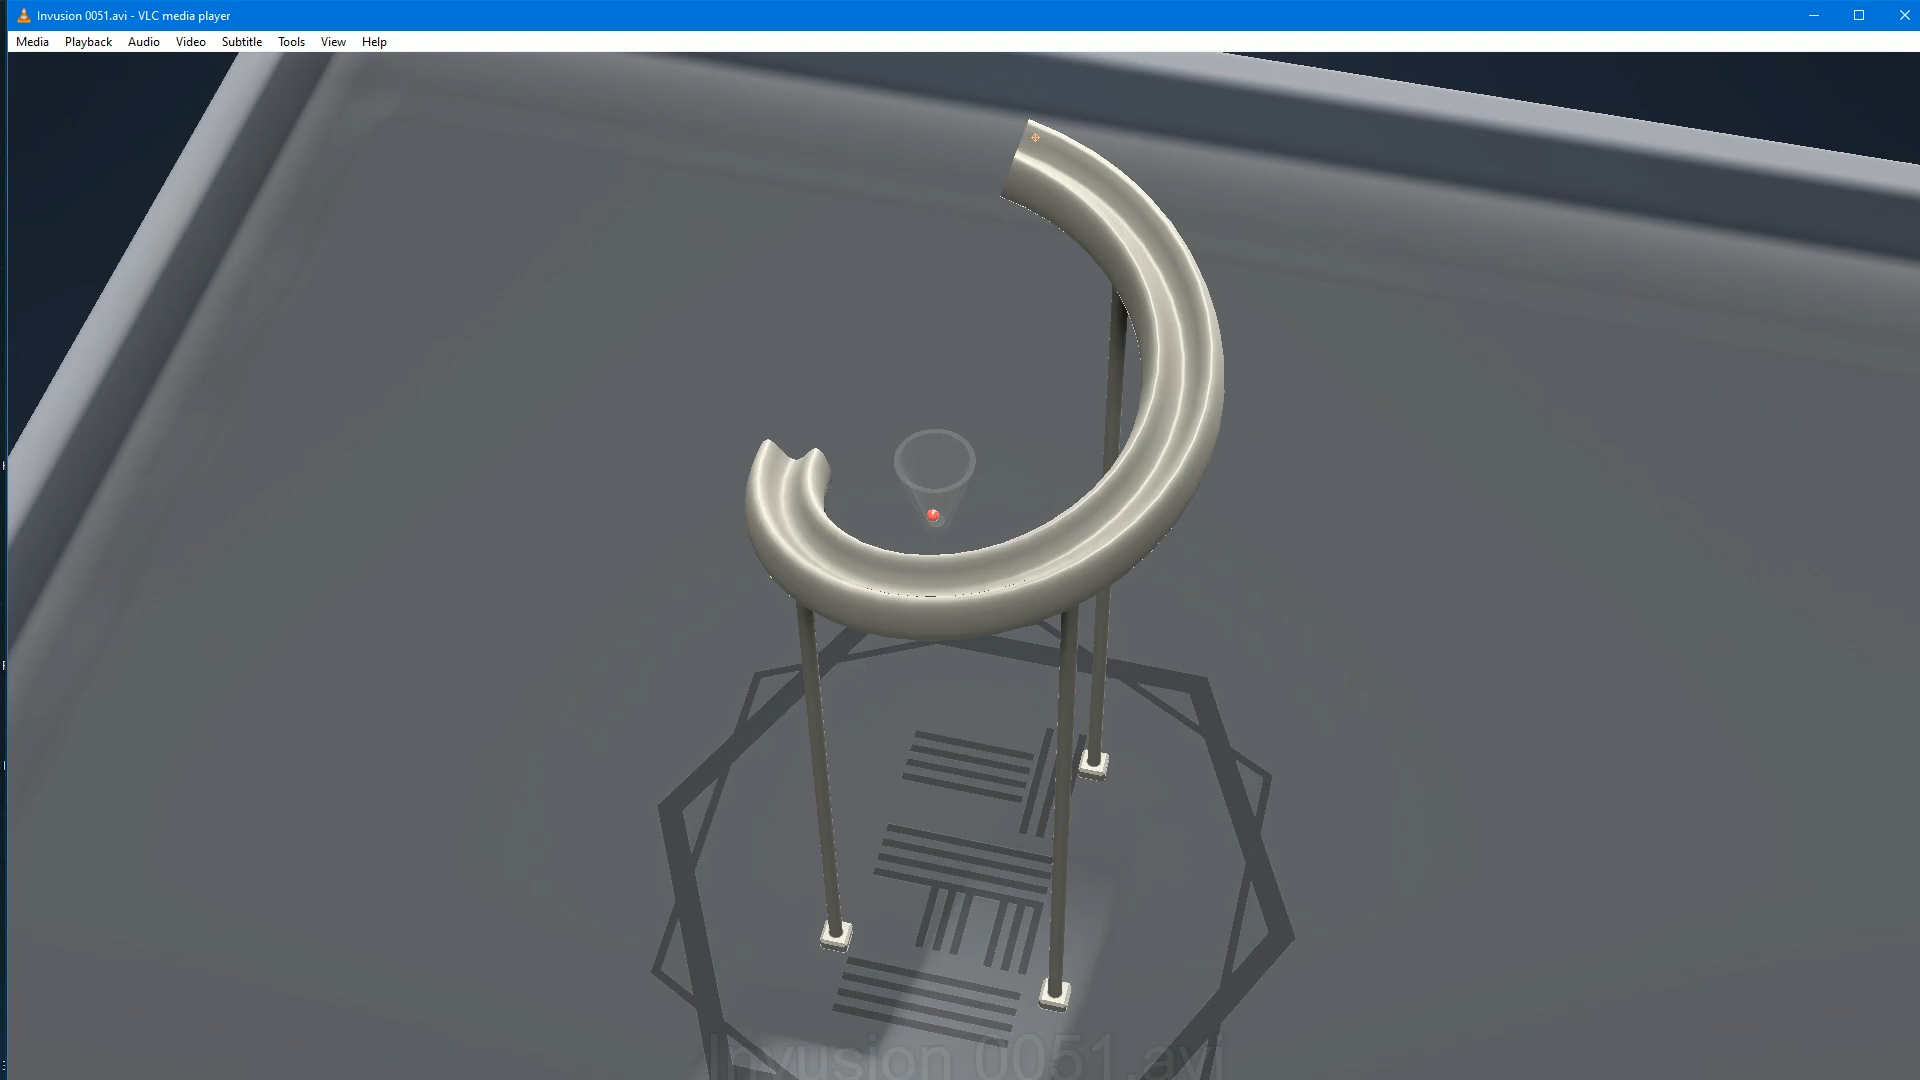 Invusion 0051.avi - VLC media player
Media Playback Audio Video Subtitle Tools View Help
Invusion 0051.avi